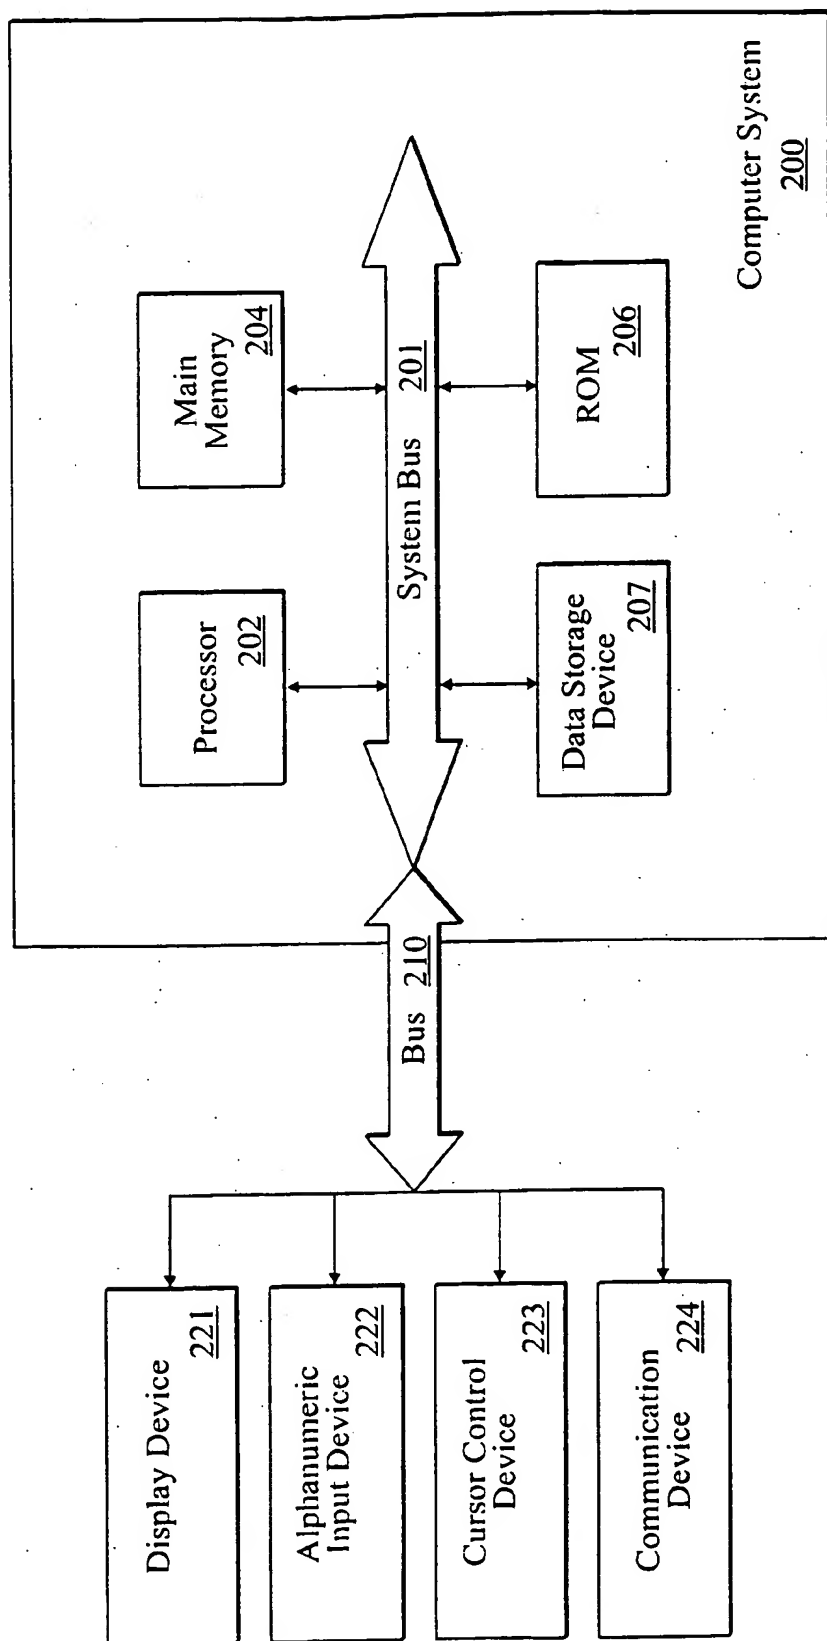 Display Device
221
Alphanumeric
Input Device
222
Cursor Control
Device
223
Communication
Device
224
Bus 210
Processor
202
Main
Memory
204
System Bus 201
Data Storage
Device
207
ROM
206
Computer System
200